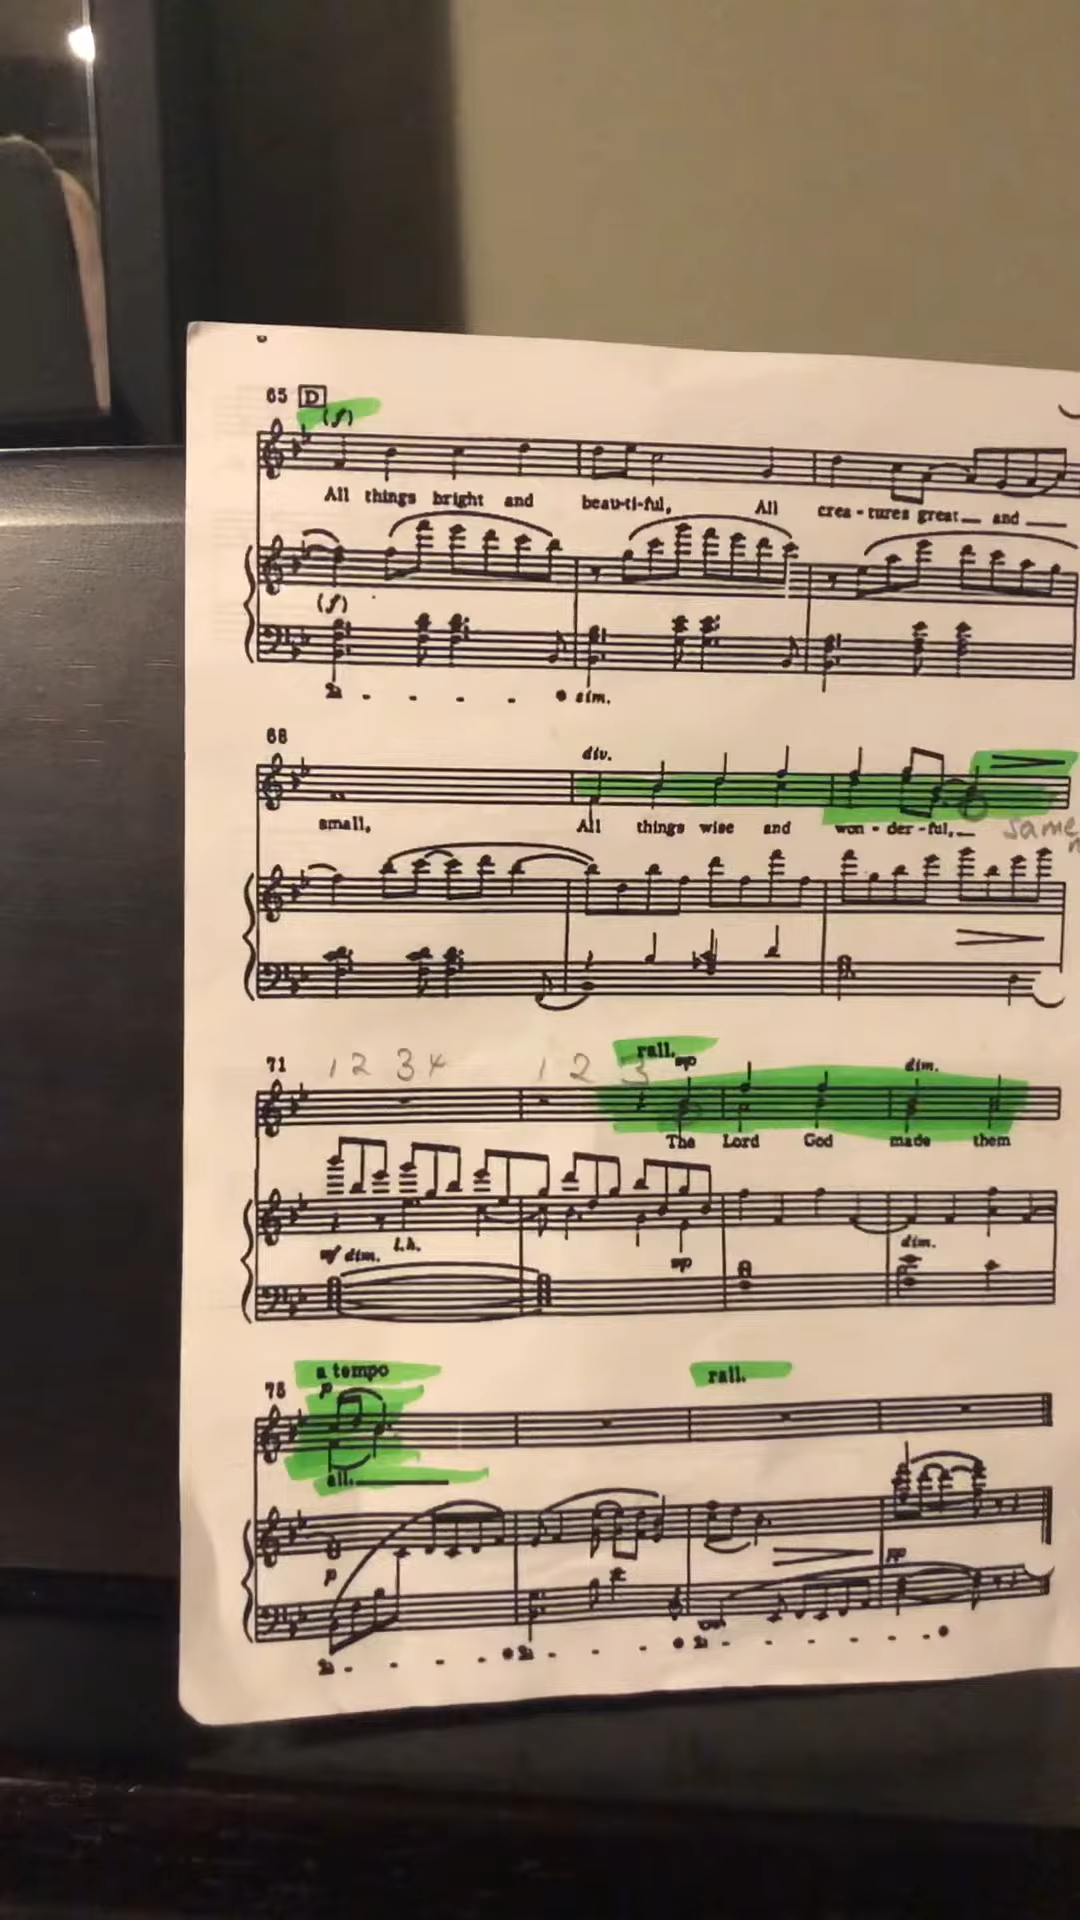 65 D
(f)
All things bright and beau-ti-ful, All crea-tures great and
(f)
sim.
68
div.
small, All things wise and won-der-ful,
same
71 1 2 3 4 1 2 3 rall. mp dim.
The Lord God made them
mf dim. l.h. mp dim.
a tempo rall.
75 p
all.
p pp